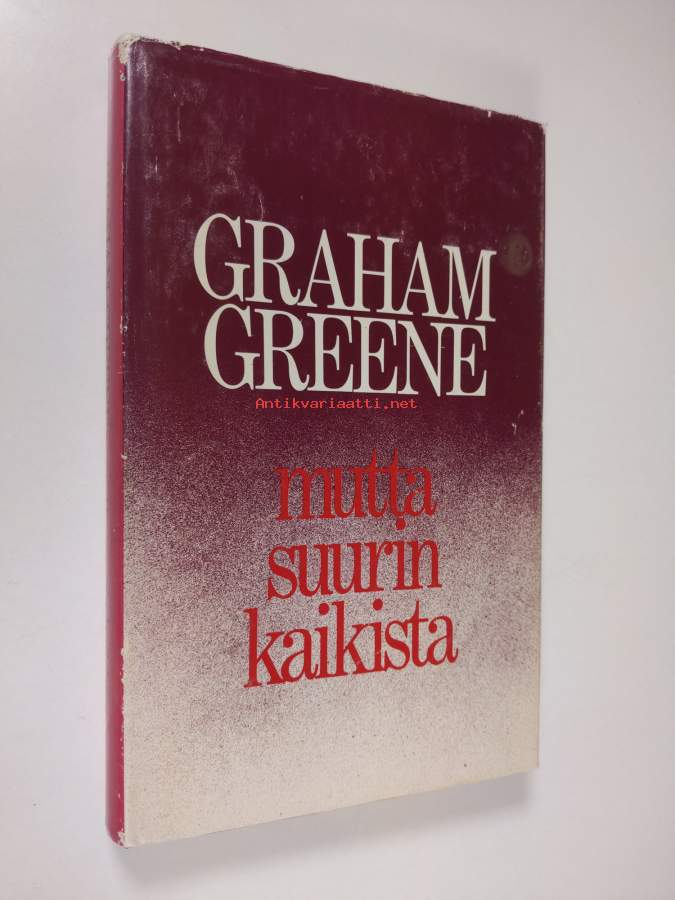 GRAHAM
GREENE
Antikvariaatti.net
mutta
suurin
kaikista